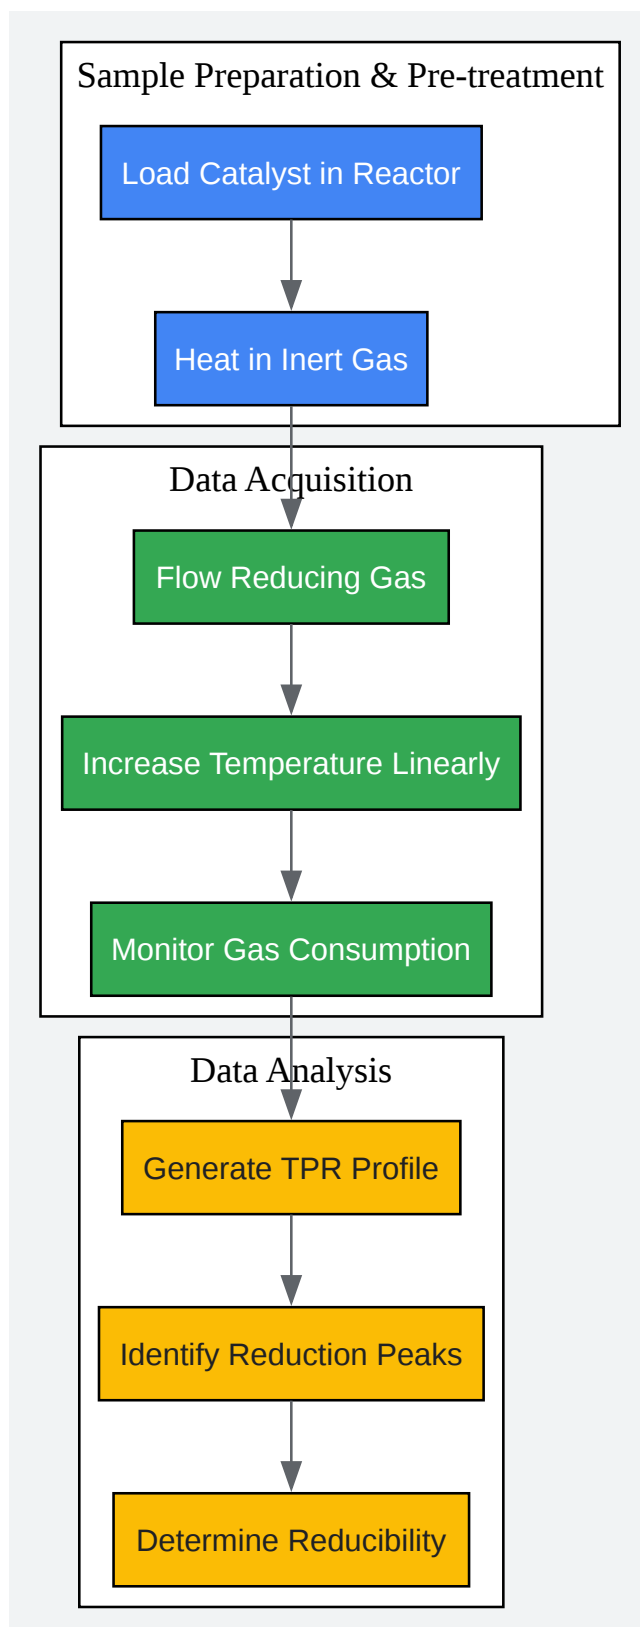 Sample Preparation & Pre-treatment
Load Catalyst in Reactor
Heat in Inert Gas
Data Acquisition
Flow Reducing Gas
Increase Temperature Linearly
Monitor Gas Consumption
Data Analysis
Generate TPR Profile
Identify Reduction Peaks
Determine Reducibility